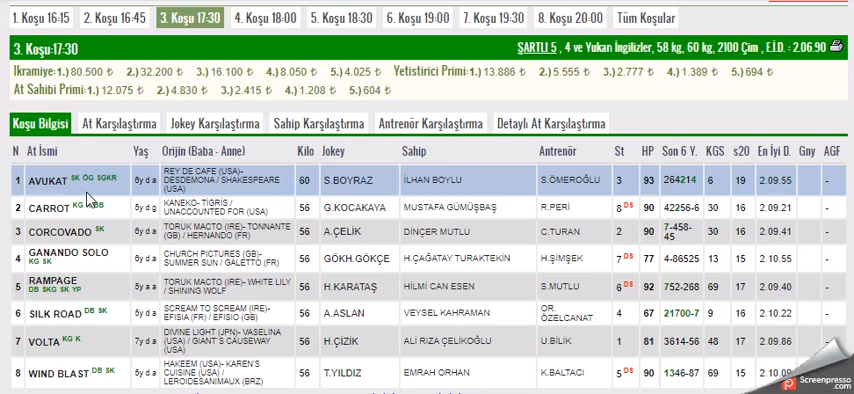 1. Koşu 16:15 2. Koşu 16:45 3. Koşu 17:30 4. Koşu 18:00 5. Koşu 18:30 6. Koşu 19:00 7. Koşu 19:30 8. Koşu 20:00 Tüm Koşular
3. Koşu:17:30 ŞARTLI 5 , 4 ve Yukarı İngilizler, 58 kg, 60 kg, 2100 Çim , E.İ.D. : 2.06.90
Ikramiye:1.) 80.500 ₺ 2.) 32.200 ₺ 3.) 16.100 ₺ 4.) 8.050 ₺ 5.) 4.025 ₺ Yetistirici Primi:1.) 13.886 ₺ 2.) 5.555 ₺ 3.) 2.777 ₺ 4.) 1.389 ₺ 5.) 694 ₺
At Sahibi Primi:1.) 12.075 ₺ 2.) 4.830 ₺ 3.) 2.415 ₺ 4.) 1.208 ₺ 5.) 604 ₺
Koşu Bilgisi At Karşılaştırma Jokey Karşılaştırma Sahip Karşılaştırma Antrenör Karşılaştırma Detaylı At Karşılaştırma
N At İsmi Yaş Orijin (Baba - Anne) Kilo Jokey Sahip Antrenör St HP Son 6 Y. KGS s20 En İyi D. Gny AGF
1 AVUKAT SK ÖG SGKR 6y d a REY DE CAFE (USA)- DESDEMONA / SHAKESPEARE (USA) 60 S.BOYRAZ İLHAN BOYLU S.ÖMEROĞLU 3 93 264214 6 19 2.09.55 -
2 CARROT KG BB 6y d g KANEKO- TİGRİS / UNACCOUNTED FOR (USA) 56 G.KOCAKAYA MUSTAFA GÜMÜŞBAŞ R.PERİ 8 DS 90 42256-6 30 16 2.09.21 -
3 CORCOVADO SK 6y d a TORUK MACTO (IRE)- TONNANTE (GB) / HERNANDO (FR) 56 A.ÇELİK DİNÇER MUTLU C.TURAN 2 90 7-458-45 30 16 2.09.41 -
4 GANANDO SOLO KG SK 6y d a CHURCH PICTURES (GB)- SUMMER SUN / GALETTO (FR) 56 GÖKH.GÖKÇE H.ÇAĞATAY TURAKTEKİN H.ŞİMŞEK 7 DS 77 4-86525 13 15 2.10.55 -
5 RAMPAGE DB SKG SK YP 5y a a TORUK MACTO (IRE)- WHITE LILY / SHINING WOLF 56 H.KARATAŞ HİLMİ CAN ESEN S.MUTLU 6 DS 92 752-268 69 17 2.09.40 -
6 SILK ROAD DB SK 5y d a SCREAM TO SCREAM (IRE)- EFISIA (FR) / EFISIO (GB) 56 A.ASLAN VEYSEL KAHRAMAN OR. ÖZELCANAT 4 67 21700-7 9 16 2.10.22 -
7 VOLTA KG K 7y d a DIVINE LIGHT (JPN)- VASELINA (USA) / GIANT'S CAUSEWAY (USA) 56 H.ÇİZİK ALİ RIZA ÇELİKOĞLU U.BİLİK 1 81 3614-56 48 17 2.09.86 -
8 WIND BLAST DB SK 5y d a HAKEEM (USA)- KAREN'S CUISINE (USA) / LEROIDESANIMAUX (BRZ) 56 T.YILDIZ EMRAH ORHAN K.BALTACI 5 DS 90 1346-87 69 15
Screenpresso
.com